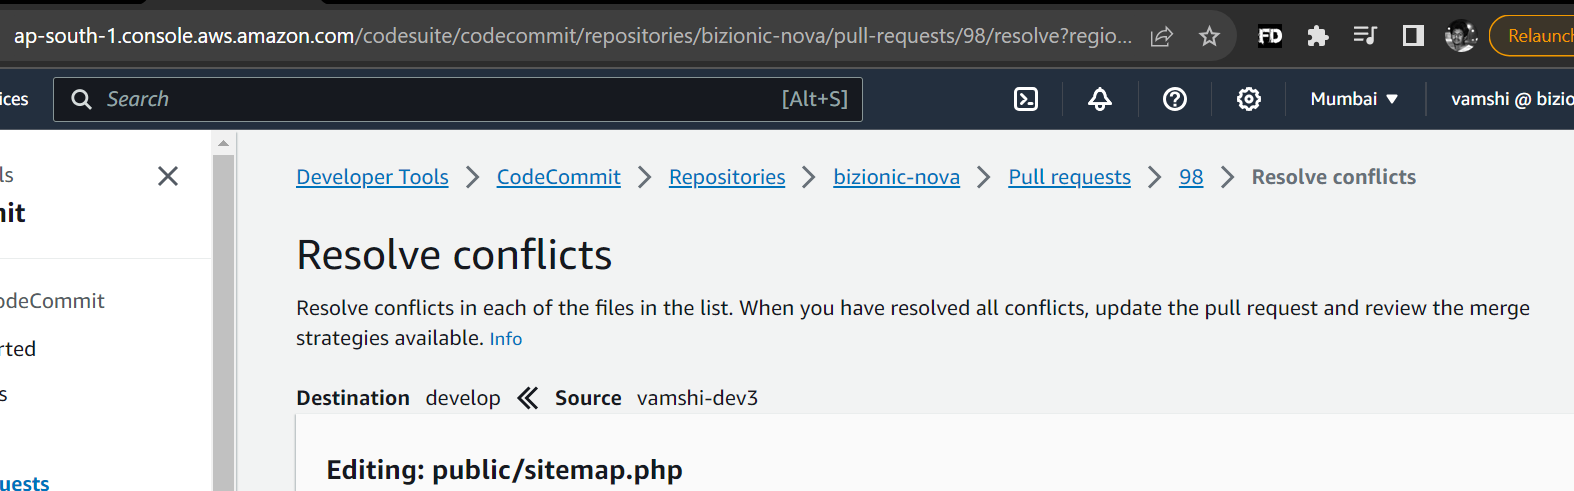 ap-south-1.console.aws.amazon.com/codesuite/codecommit/repositories/bizionic-nova/pull-requests/98/resolve?regio...
FD
Relaunch
ices
Search
[Alt+S]
Mumbai
vamshi @ bizio
ls
nit
odeCommit
rted
s
uests
Developer Tools
CodeCommit
Repositories
bizionic-nova
Pull requests
98
Resolve conflicts
Resolve conflicts
Resolve conflicts in each of the files in the list. When you have resolved all conflicts, update the pull request and review the merge
strategies available. Info
Destination develop Source vamshi-dev3
Editing: public/sitemap.php